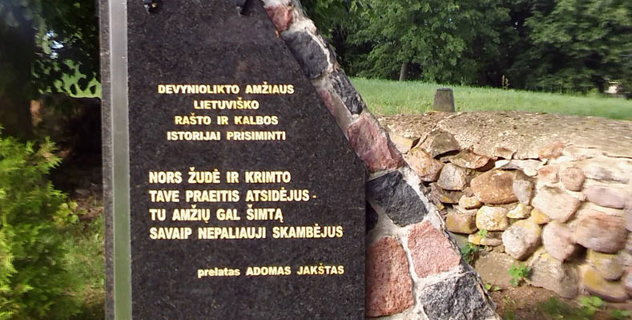 DEVYNIOLIKTO AMŽIAUS
LIETUVIŠKO
RAŠTO IR KALBOS
ISTORIJAI PRISIMINTI
NORS ŽUDĖ IR KRIMTO
TAVE PRAEITIS ATSIDĖJUS -
TU AMŽIŲ GAL ŠIMTĄ
SAVAIP NEPALIAUJI SKAMBĖJUS
prelatas ADOMAS JAKŠTAS